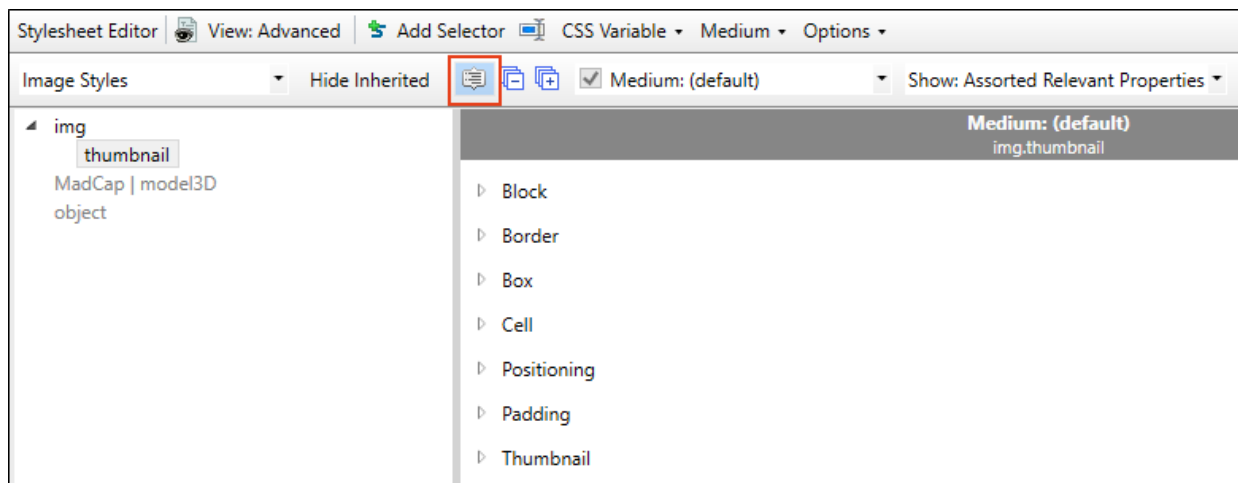 Stylesheet Editor View: Advanced Add Selector CSS Variable Medium Options
Image Styles Hide Inherited Medium: (default) Show: Assorted Relevant Properties
img
thumbnail
MadCap | model3D
object
Medium: (default)
img.thumbnail
Block
Border
Box
Cell
Positioning
Padding
Thumbnail